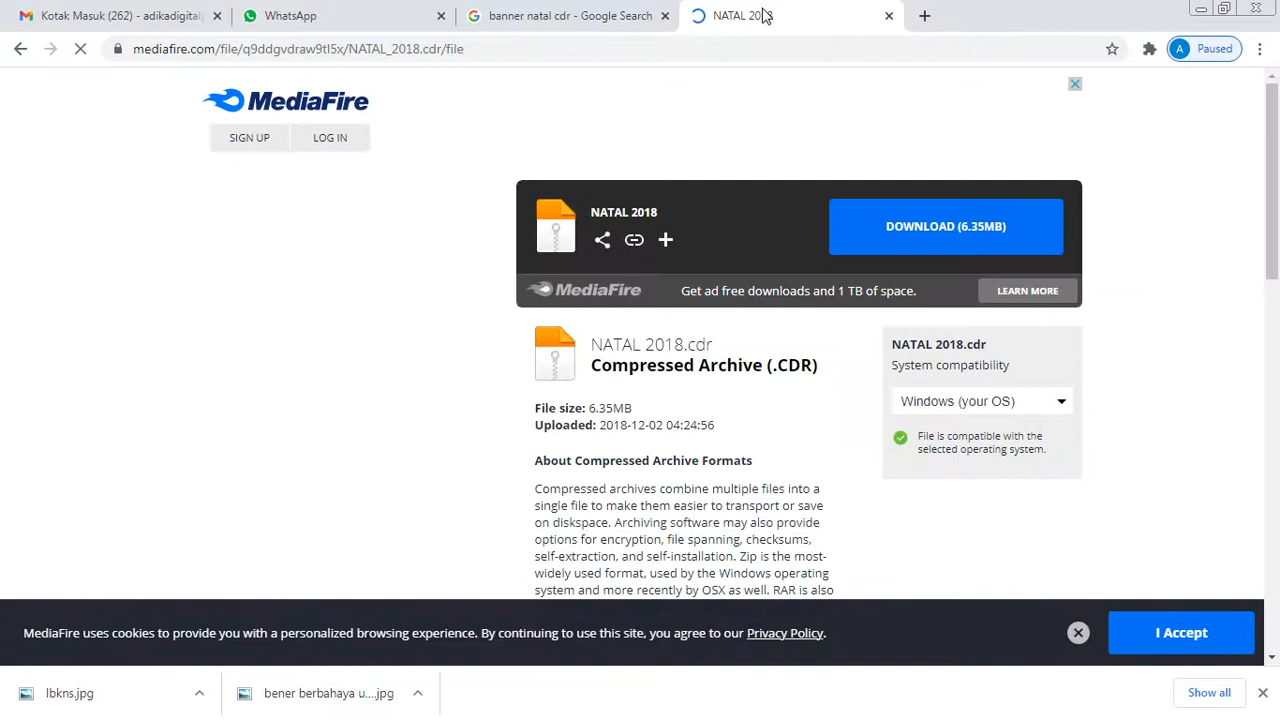 Kotak Masuk (262) - adikadigital
WhatsApp
banner natal cdr - Google Search
NATAL 2018
mediafire.com/file/q9ddgvdraw9tl5x/NATAL_2018.cdr/file
A
Paused
MediaFire
SIGN UP
LOG IN
NATAL 2018
DOWNLOAD (6.35MB)
MediaFire
Get ad free downloads and 1 TB of space.
LEARN MORE
NATAL 2018.cdr
Compressed Archive (.CDR)
File size: 6.35MB
Uploaded: 2018-12-02 04:24:56
About Compressed Archive Formats
Compressed archives combine multiple files into a
single file to make them easier to transport or save
on diskspace. Archiving software may also provide
options for encryption, file spanning, checksums,
self-extraction, and self-installation. Zip is the most-
widely used format, used by the Windows operating
system and more recently by OSX as well. RAR is also
NATAL 2018.cdr
System compatibility
Windows (your OS)
File is compatible with the
selected operating system.
MediaFire uses cookies to provide you with a personalized browsing experience. By continuing to use this site, you agree to our Privacy Policy.
I Accept
lbkns.jpg
bener berbahaya u....jpg
Show all